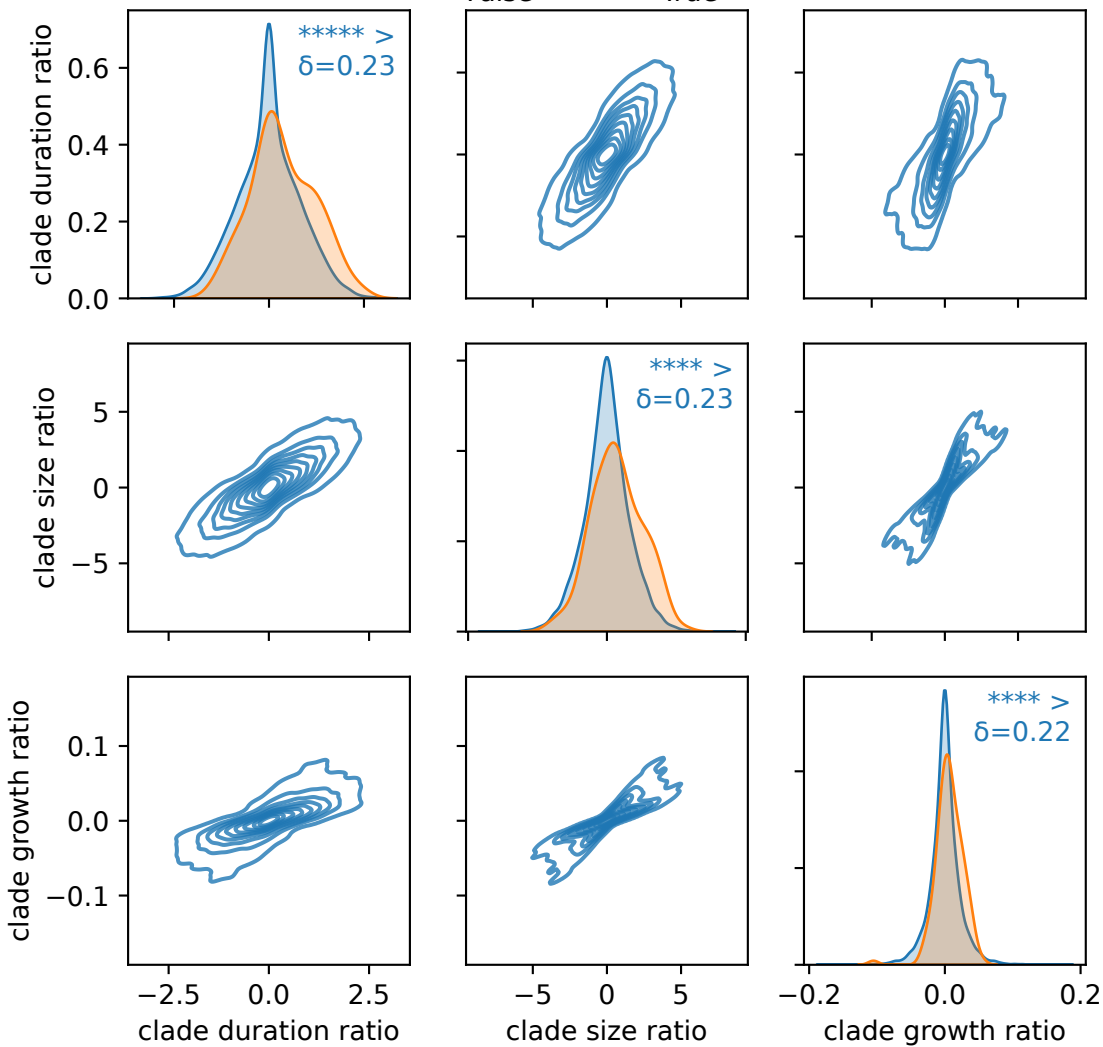 0.6
0.4
0.2
0.0
clade duration ratio
***** >
δ=0.23
5
0
−5
clade size ratio
**** >
δ=0.23
0.1
0.0
−0.1
clade growth ratio
**** >
δ=0.22
−2.5 0.0 2.5
clade duration ratio
−5 0 5
clade size ratio
−0.2 0.0 0.2
clade growth ratio